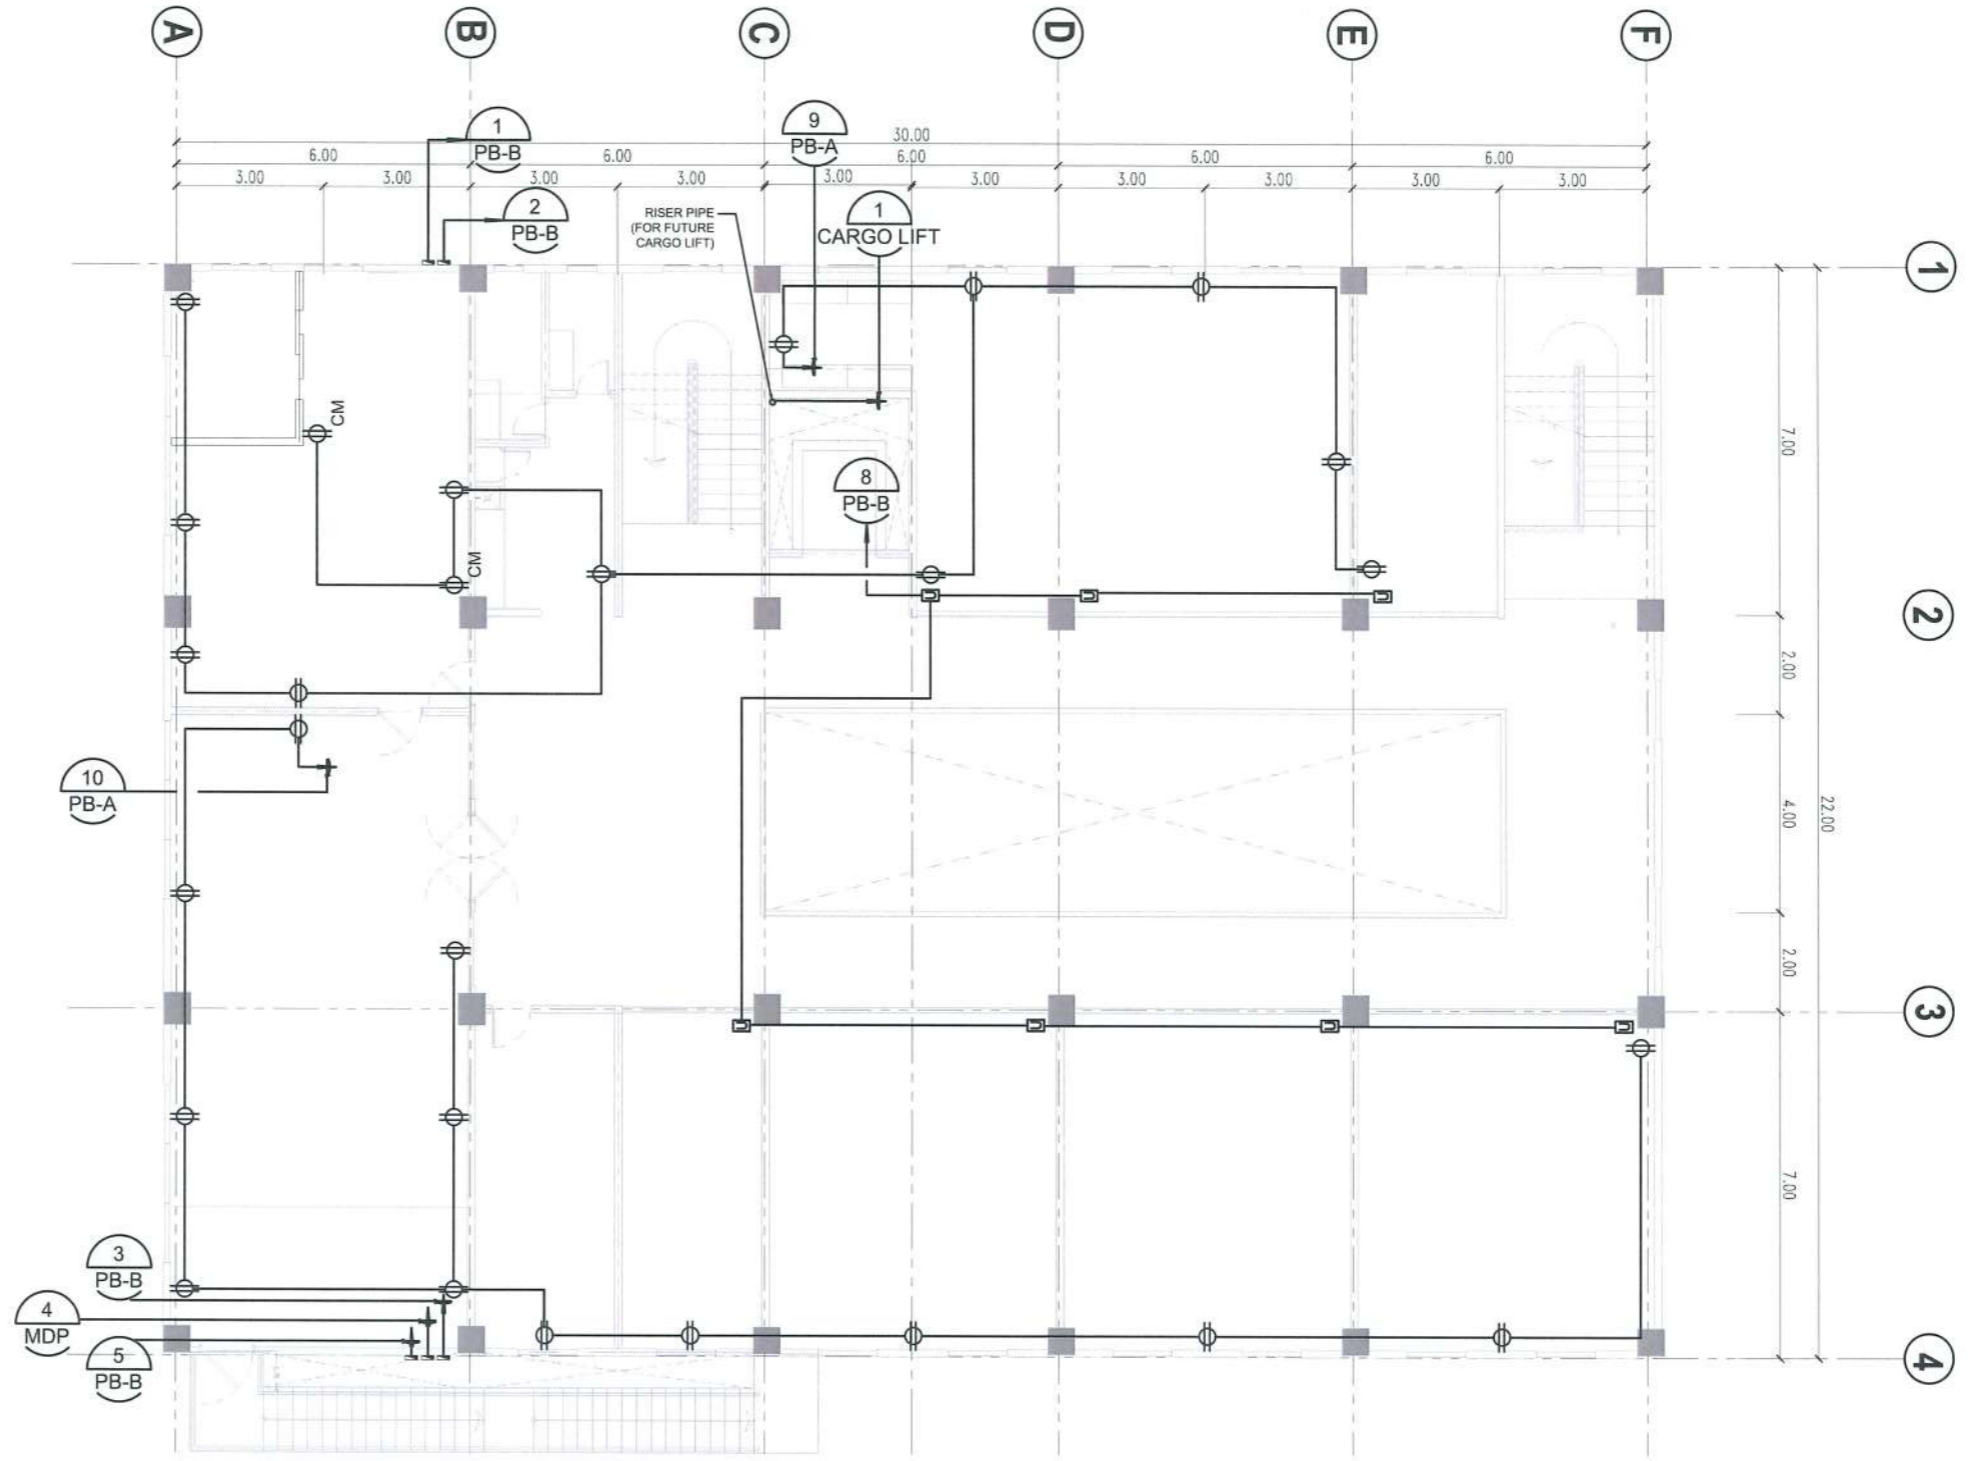 A
B
C
D
E
F
30.00
6.00
6.00
6.00
6.00
6.00
3.00
3.00
3.00
3.00
3.00
3.00
3.00
3.00
3.00
3.00
1
PB-B
2
PB-B
9
PB-A
1
CARGO LIFT
RISER PIPE
(FOR FUTURE
CARGO LIFT)
1
CM
7.00
8
PB-B
CM
2
2.00
10
PB-A
4.00
22.00
2.00
3
7.00
3
PB-B
4
MDP
5
PB-B
4